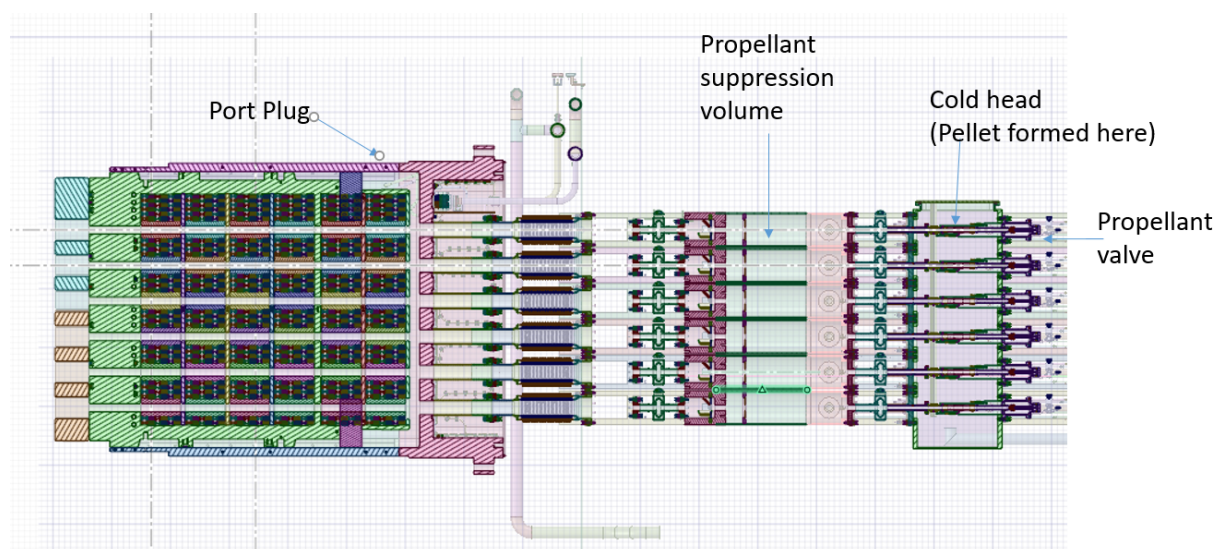 Propellant
suppression
volume
Cold head
(Pellet formed here)
Port Plug
Propellant
valve